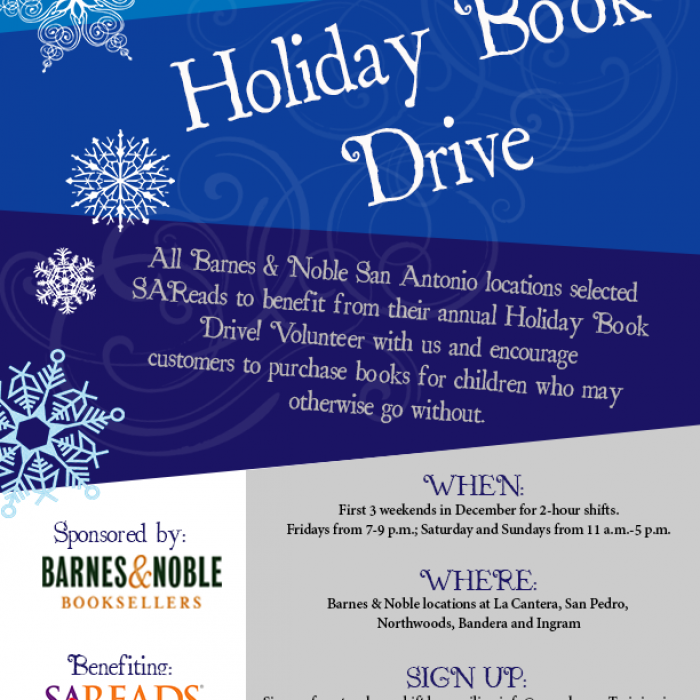 Holiday Book
Drive
All Barnes & Noble San Antonio locations selected
SAReads to benefit from their annual Holiday Book
Drive! Volunteer with us and encourage
customers to purchase books for children who may
otherwise go without.
Sponsored by:
BARNES&NOBLE
BOOKSELLERS
Benefiting:
SAREADS
WHEN:
First 3 weekends in December for 2-hour shifts.
Fridays from 7-9 p.m.; Saturday and Sundays from 11 a.m.-5 p.m.
WHERE:
Barnes & Noble locations at La Cantera, San Pedro,
Northwoods, Bandera and Ingram
SIGN UP: